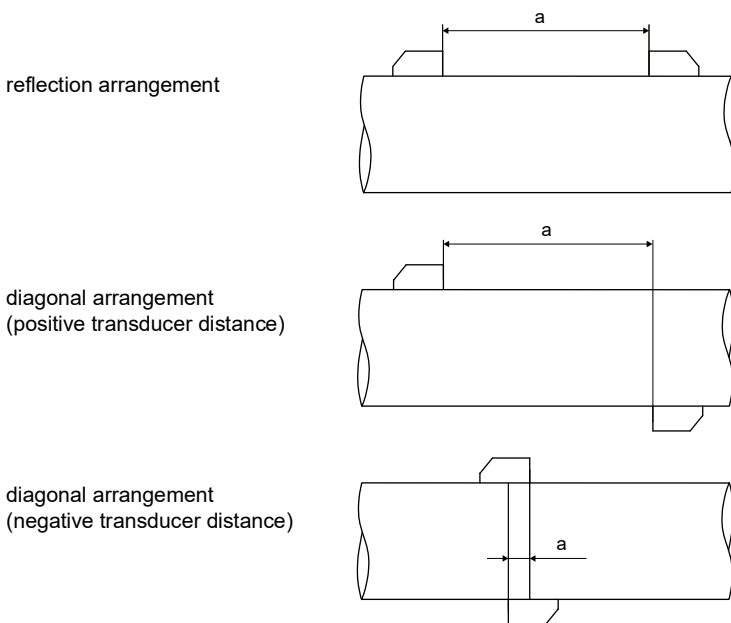 a
reflection arrangement
a
diagonal arrangement
(positive transducer distance)
diagonal arrangement
(negative transducer distance)
a